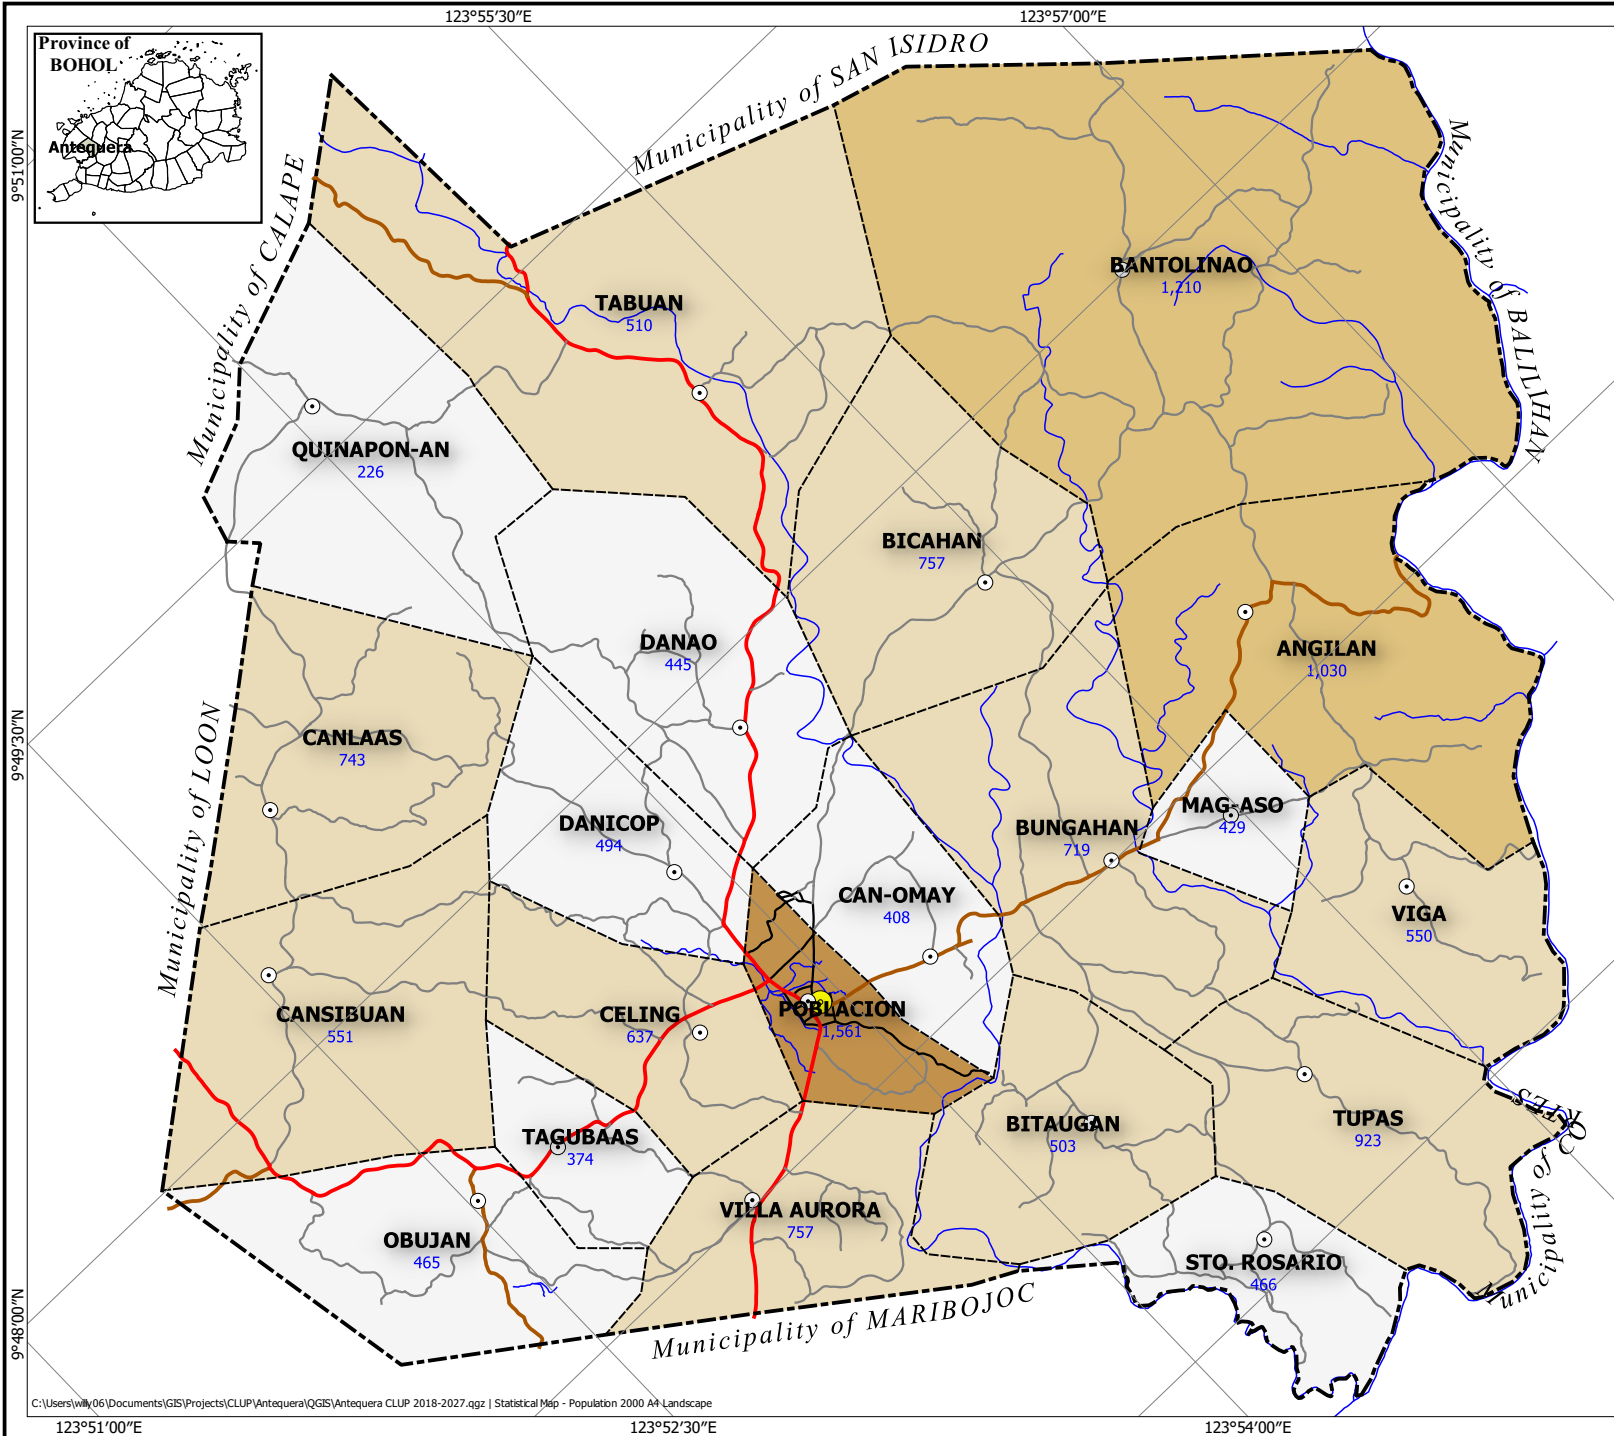 123°55'30"E
123°57'00"E
Province of
BOHOL
Antequera
9°51'00"N
9°49'30"N
9°48'00"N
Municipality of SAN ISIDRO
Municipality of CALAPE
Municipality of BALILIHAN
Municipality of LOON
Municipality of CORTES
Municipality of MARIBOJOC
BANTOLINAO
1,210
TABUAN
510
QUINAPON-AN
226
BICAHAN
757
DANAO
445
ANGILAN
1,030
CANLAAS
743
DANICOP
494
MAG-ASO
429
BUNGAHAN
719
CAN-OMAY
408
VIGA
550
CANSIBUAN
551
CELING
637
POBLACION
1,561
TAGUBAAS
374
BITAUGAN
503
TUPAS
923
VILLA AURORA
757
OBUJAN
465
STO. ROSARIO
466
C:\Users\willy06\Documents\GIS\Projects\CLUP\Antequera\QGIS\Antequera CLUP 2018-2027.qgz | Statistical Map - Population 2000 A4 Landscape
123°51'00"E
123°52'30"E
123°54'00"E